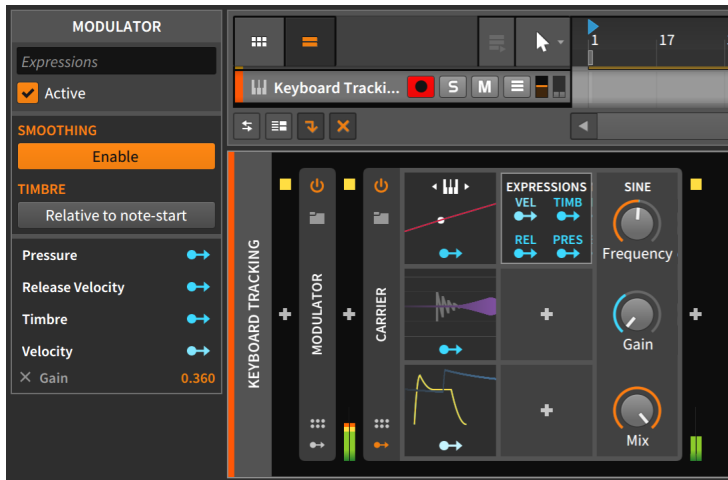 MODULATOR
Expressions
Active
SMOOTHING
Enable
TIMBRE
Relative to note-start
Pressure
Release Velocity
Timbre
Velocity
Gain 0.360
1 17
Keyboard Tracki... S M
KEYBOARD TRACKING
MODULATOR
CARRIER
EXPRESSIONS
VEL TIMB
REL PRES
SINE
Frequency
Gain
Mix